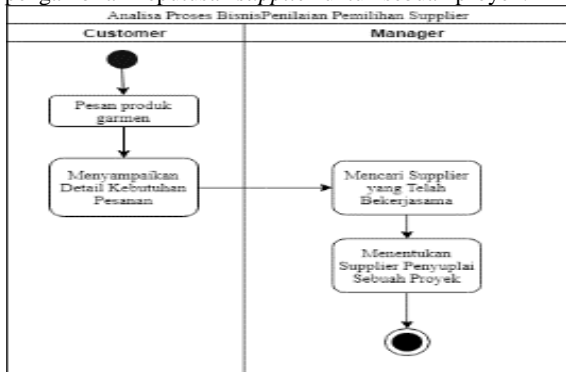 Analisa Proses BisnisPenilaian Pemilihan Supplier
Customer
Manager
Pesan produk
garmen
Menyampaikan
Detail Kebutuhan
Pesanan
Mencari Supplier
yang Telah
Bekerjasama
Menentukan
Supplier Penyuplai
Sebuah Proyek